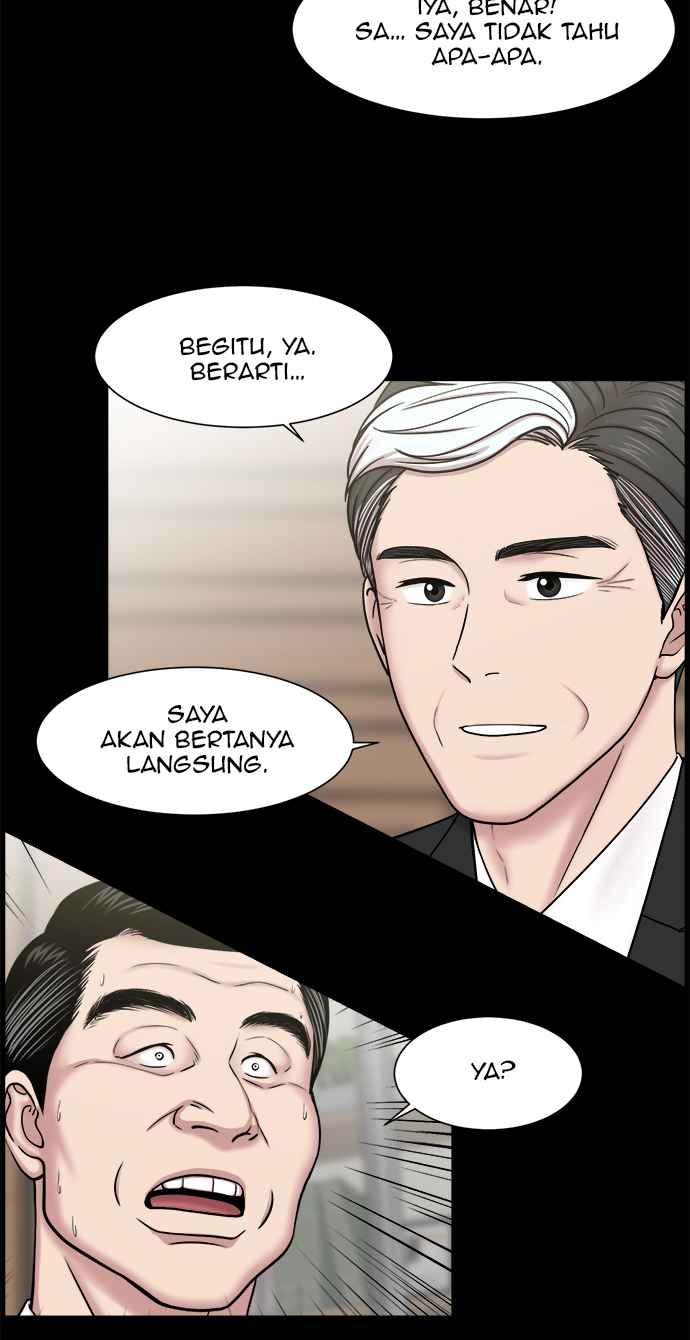 IYA, BENAR!
SA... SAYA TIDAK TAHU
APA-APA.
BEGITU, YA.
BERARTI...
SAYA
AKAN BERTANYA
LANGSUNG.
YA?